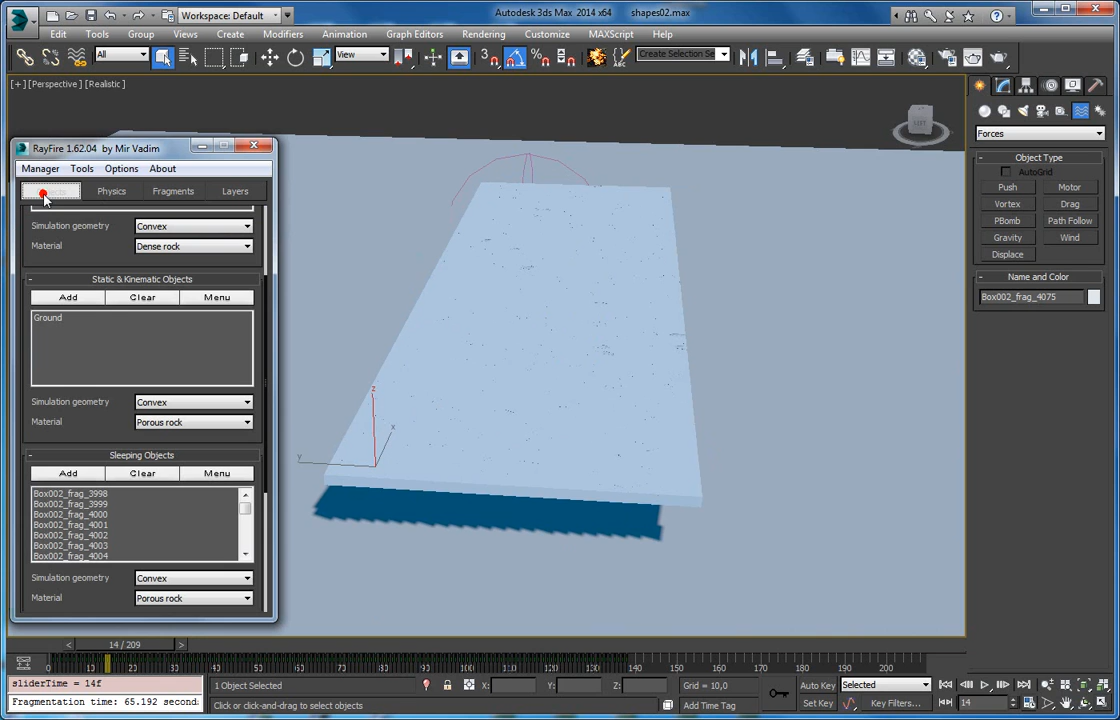 Workspace: Default
Autodesk 3ds Max  2014 x64    shapes02.max
Edit Tools Group Views Create Modifiers Animation Graph Editors Rendering Customize MAXScript Help
All View Create Selection Se
[+] [Perspective] [Realistic]
RayFire 1.62.04  by Mir Vadim
Manager Tools Options About
Physics Fragments Layers
Simulation geometry Convex
Material Dense rock
- Static & Kinematic Objects
Add Clear Menu
Ground
Simulation geometry Convex
Material Porous rock
- Sleeping Objects
Add Clear Menu
Box002_frag_3998
Box002_frag_3999
Box002_frag_4000
Box002_frag_4001
Box002_frag_4002
Box002_frag_4003
Box002_frag_4004
Simulation geometry Convex
Material Porous rock
z
x
y
Forces
- Object Type
AutoGrid
Push Motor
Vortex Drag
PBomb Path Follow
Gravity Wind
Displace
- Name and Color
Box002_frag_4075
< 14 / 209 >
0 10 20 30 40 50 60 70 80 90 100 110 120 130 140 150 160 170 180 190 200
sliderTime = 14f
Fragmentation time: 65.192 second:
1 Object Selected
Click or click-and-drag to select objects
X: Y: Z: Grid = 10,0
Add Time Tag
Auto Key Selected
Set Key Key Filters...
14